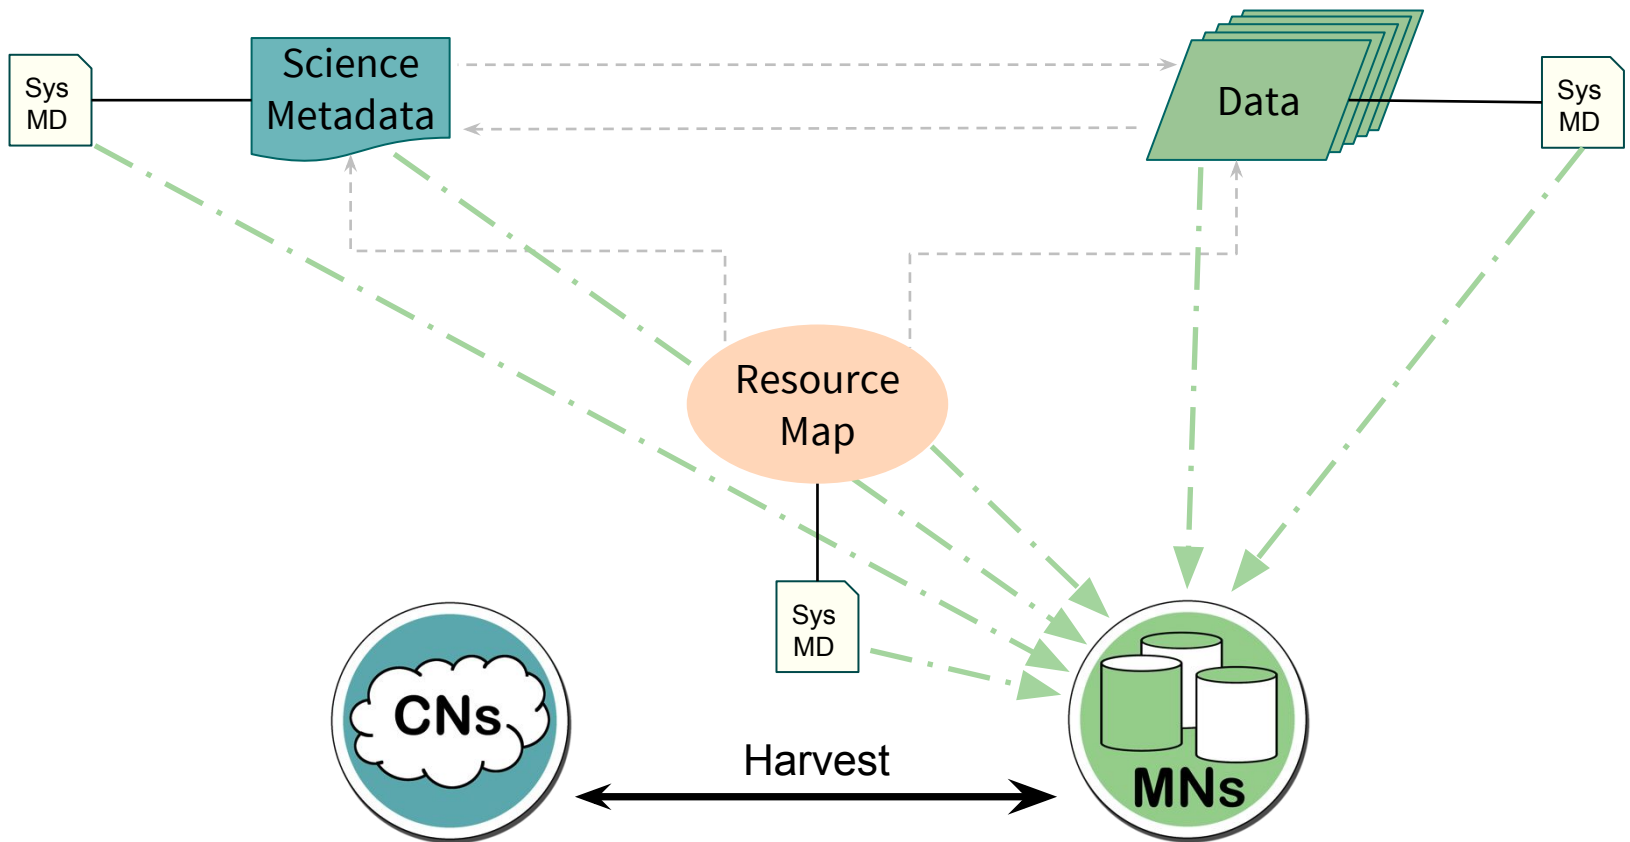 Sys
MD
Science
Metadata
Data
Sys
MD
Resource
Map
Sys
MD
CNs
Harvest
MNs